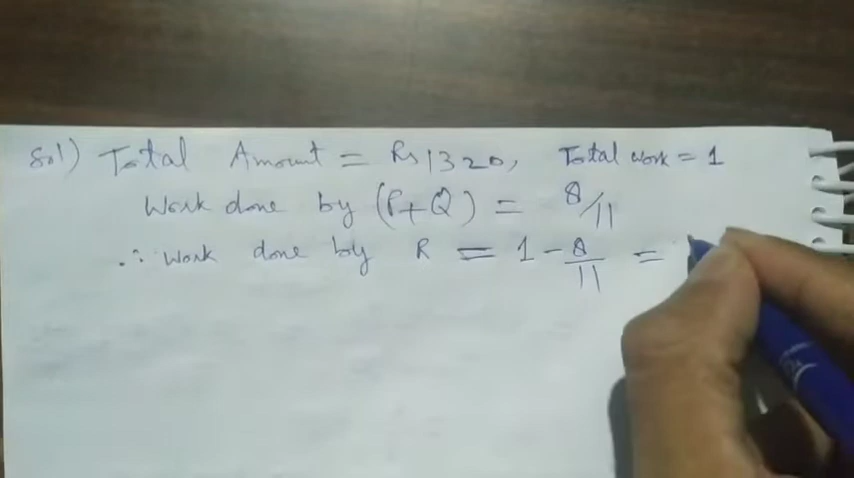 Sol) Total Amount = Rs 1320, Total work = 1
Work done by (P+Q) = 8/11
∴ Work done by R = 1 - 8/11 =